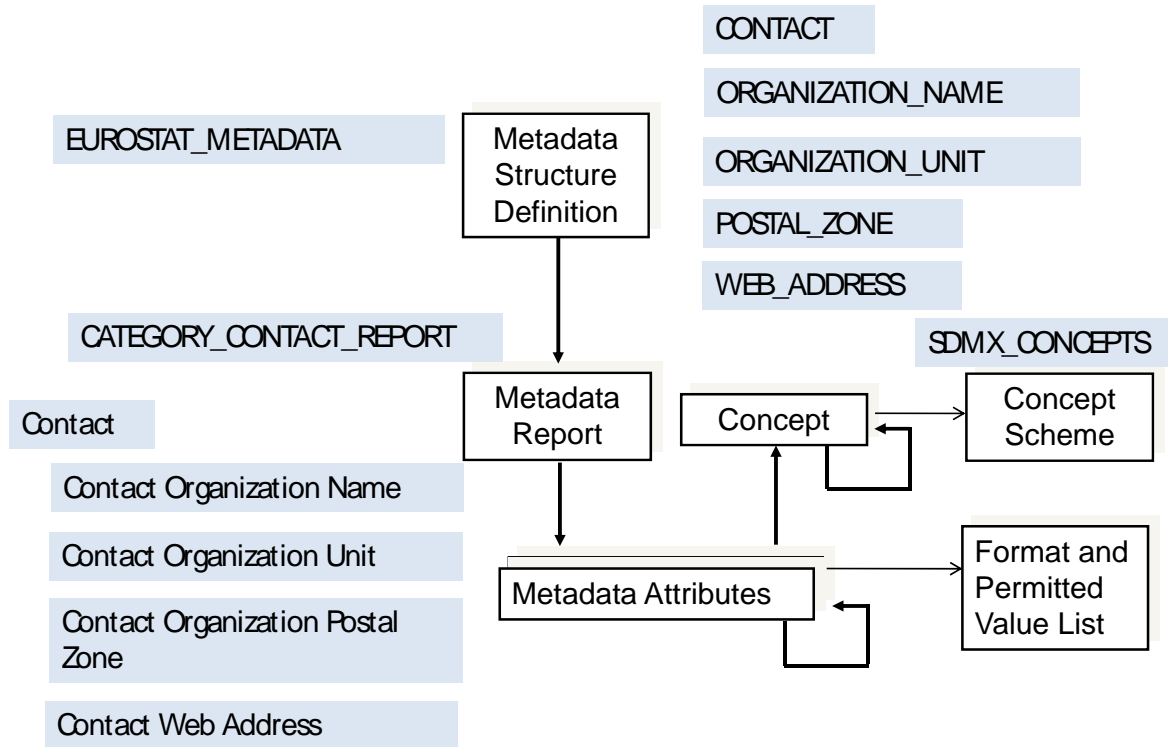 CONTACT
ORGANIZATION_NAME
EUROSTAT_METADATA
Metadata
Structure
Definition
ORGANIZATION_UNIT
POSTAL_ZONE
WEB_ADDRESS
CATEGORY_CONTACT_REPORT
SDMX_CONCEPTS
Metadata
Report
Concept
Concept
Scheme
Contact
Contact Organization Name
Contact Organization Unit
Metadata Attributes
Format and
Permitted
Value List
Contact Organization Postal
Zone
Contact Web Address